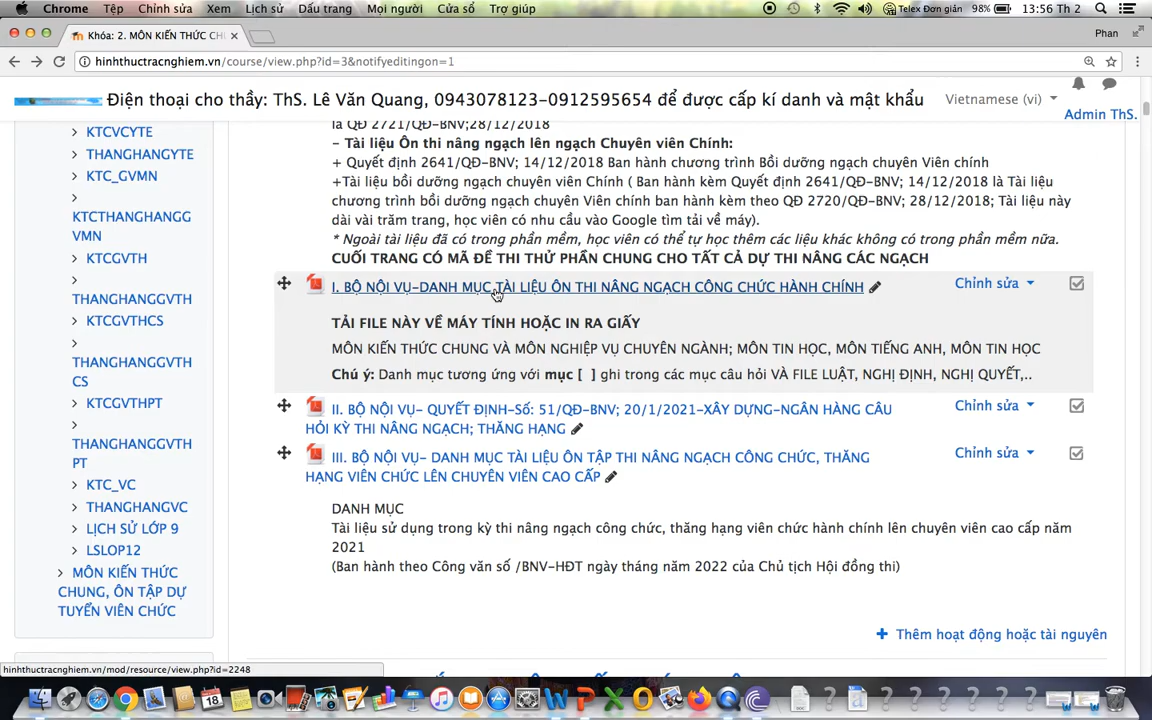 Chrome Tệp Chỉnh sửa Xem Lịch sử Dấu trang Mọi người Cửa sổ Trợ giúp Telex Đơn giản 98% 13:56 Th 2
Khóa: 2. MÔN KIẾN THỨC CH Phan
hinhthuctracnghiem.vn/course/view.php?id=3&notifyeditingon=1
Điện thoại cho thầy: ThS. Lê Văn Quang, 0943078123-0912595654 để được cấp kí danh và mật khẩu
Vietnamese (vi)
Admin ThS.
KTCVCYTE
THANGHANGYTE
KTC_GVMN
KTCTHANGHANGG
VMN
KTCGVTH
THANGHANGGVTH
KTCGVTHCS
THANGHANGGVTH
CS
KTCGVTHPT
THANGHANGGVTH
PT
KTC_VC
THANGHANGVC
LỊCH SỬ LỚP 9
LSLOP12
MÔN KIẾN THỨC
CHUNG, ÔN TẬP DỰ
TUYỂN VIÊN CHỨC
là QĐ 2721/QĐ-BNV;28/12/2018
- Tài liệu Ôn thi nâng ngạch lên ngạch Chuyên viên Chính:
+ Quyết định 2641/QĐ-BNV; 14/12/2018 Ban hành chương trình Bồi dưỡng ngạch chuyên Viên chính
+Tài liệu bồi dưỡng ngạch chuyên viên Chính ( Ban hành kèm Quyết định 2641/QĐ-BNV; 14/12/2018 là Tài liệu
chương trình bồi dưỡng ngạch chuyên Viên Chính ban hành kèm theo QĐ 2720/QĐ-BNV; 28/12/2018; Tài liệu này
dài vài trăm trang, học viên có nhu cầu vào Google tìm tải về máy).
* Ngoài tài liệu đã có trong phần mềm, học viên có thể tự học thêm các liệu khác không có trong phần mềm nữa.
CUỐI TRANG CÓ MÃ ĐỀ THI THỬ PHẦN CHUNG CHO TẤT CẢ DỰ THI NÂNG CÁC NGẠCH
I. BỘ NỘI VỤ-DANH MỤC TÀI LIỆU ÔN THI NÂNG NGẠCH CÔNG CHỨC HÀNH CHÍNH Chỉnh sửa
TẢI FILE NÀY VỀ MÁY TÍNH HOẶC IN RA GIẤY
MÔN KIẾN THỨC CHUNG VÀ MÔN NGHIỆP VỤ CHUYÊN NGÀNH; MÔN TIN HỌC, MÔN TIẾNG ANH, MÔN TIN HỌC
Chú ý: Danh mục tương ứng với mục [ ] ghi trong các mục câu hỏi VÀ FILE LUẬT, NGHỊ ĐỊNH, NGHỊ QUYẾT,..
II. BỘ NỘI VỤ- QUYẾT ĐỊNH-Số: 51/QĐ-BNV; 20/1/2021-XÂY DỰNG-NGÂN HÀNG CÂU Chỉnh sửa
HỎI KỲ THI NÂNG NGẠCH; THĂNG HẠNG
III. BỘ NỘI VỤ- DANH MỤC TÀI LIỆU ÔN TẬP THI NÂNG NGẠCH CÔNG CHỨC, THĂNG Chỉnh sửa
HẠNG VIÊN CHỨC LÊN CHUYÊN VIÊN CAO CẤP
DANH MỤC
Tài liệu sử dụng trong kỳ thi nâng ngạch công chức, thăng hạng viên chức hành chính lên chuyên viên cao cấp năm
2021
(Ban hành theo Công văn số /BNV-HĐT ngày tháng năm 2022 của Chủ tịch Hội đồng thi)
+ Thêm hoạt động hoặc tài nguyên
hinhthuctracnghiem.vn/mod/resource/view.php?id=2248